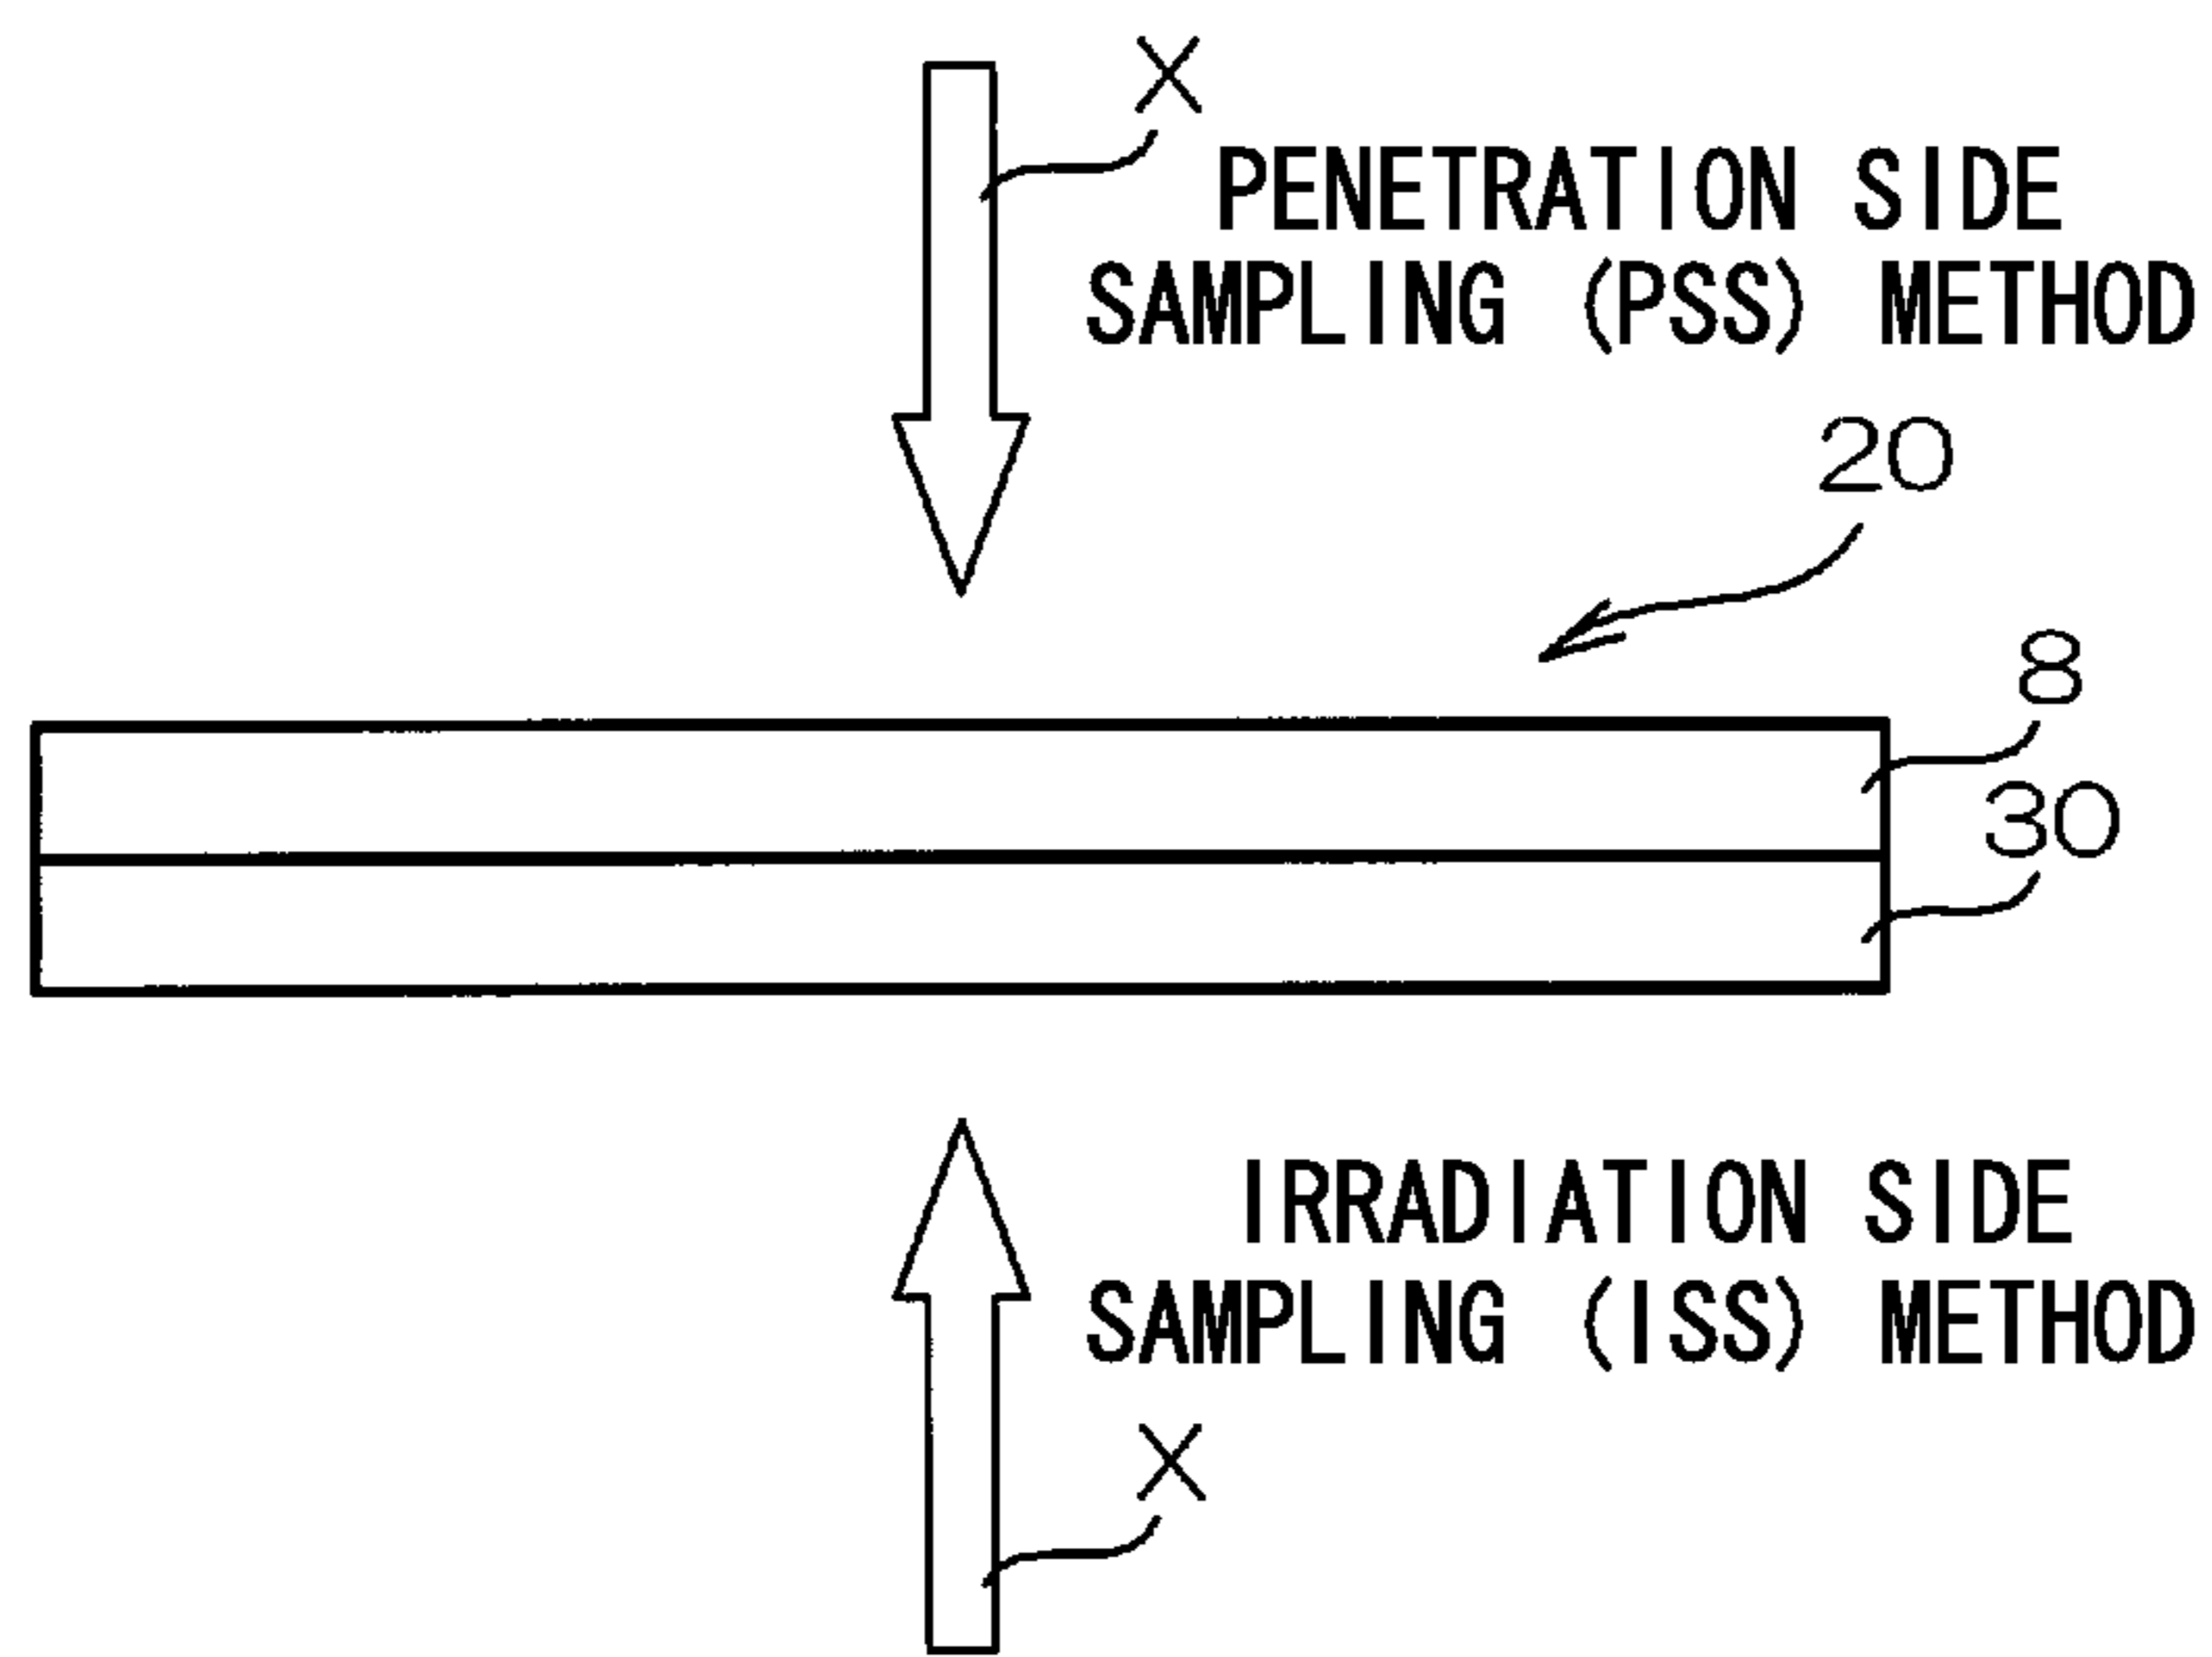 X
PENETRATION SIDE
SAMPLING (PSS) METHOD
20
8
30
IRRADIATION SIDE
SAMPLING (ISS) METHOD
X